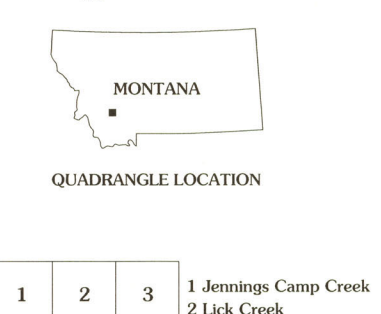 MONTANA
QUADRANGLE LOCATION
1 2 3
1 Jennings Camp Creek
2 Lick Creek